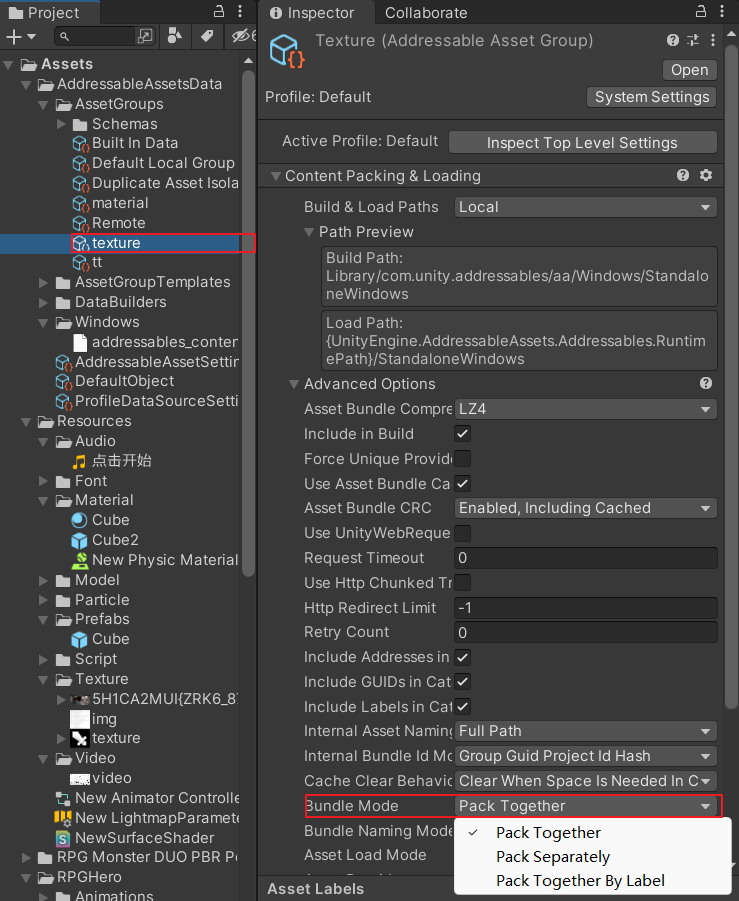 Project
Assets
AddressableAssetsData
AssetGroups
Schemas
Built In Data
Default Local Group
Duplicate Asset Isola
material
Remote
texture
tt
AssetGroupTemplates
DataBuilders
Windows
addressables_conten
AddressableAssetSettin
DefaultObject
ProfileDataSourceSetti
Resources
Audio
点击开始
Font
Material
Cube
Cube2
New Physic Material
Model
Particle
Prefabs
Cube
Script
Texture
5H1CA2MUI{ZRK6_87
img
texture
Video
video
New Animator Controlle
New LightmapParamete
NewSurfaceShader
RPG Monster DUO PBR Po
RPGHero
Animations
Inspector
Collaborate
Texture (Addressable Asset Group)
Open
Profile: Default
System Settings
Active Profile: Default
Inspect Top Level Settings
Content Packing & Loading
Build & Load Paths
Local
Path Preview
Build Path:
Library/com.unity.addressables/aa/Windows/Standalo
neWindows
Load Path:
{UnityEngine.AddressableAssets.Addressables.Runtim
ePath}/StandaloneWindows
Advanced Options
Asset Bundle Compre
LZ4
Include in Build
Force Unique Provide
Use Asset Bundle Ca
Asset Bundle CRC
Enabled, Including Cached
Use UnityWebReque
Request Timeout
0
Use Http Chunked Tr
Http Redirect Limit
-1
Retry Count
0
Include Addresses in
Include GUIDs in Cat
Include Labels in Cat
Internal Asset Naming
Full Path
Internal Bundle Id Mo
Group Guid Project Id Hash
Cache Clear Behavio
Clear When Space Is Needed In C
Bundle Mode
Pack Together
Bundle Naming Mode
Pack Together
Pack Separately
Pack Together By Label
Asset Load Mode
Asset Labels